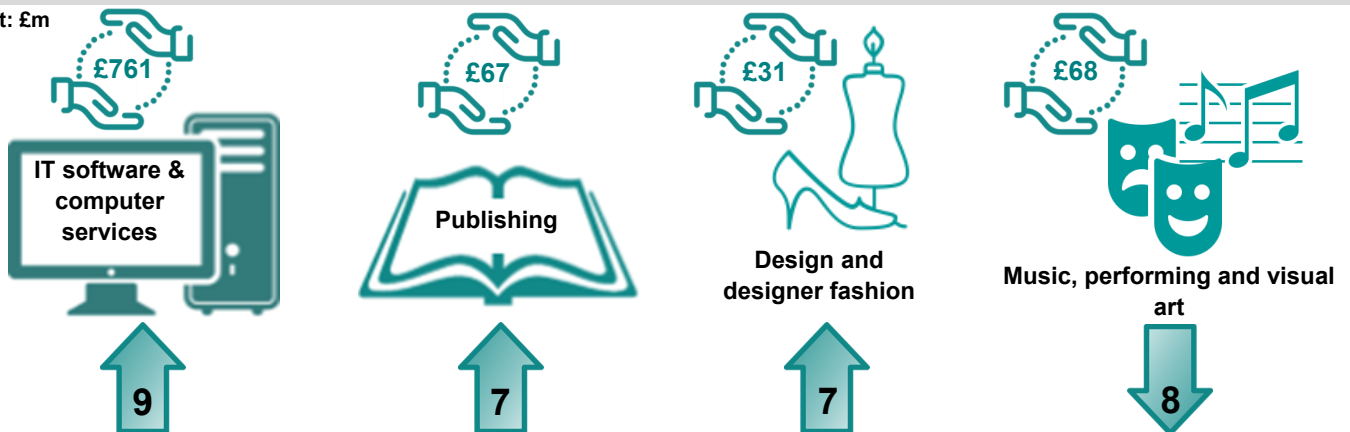 t: £m
£761
£67
£31
£68
IT software &
computer
services
Publishing
Design and
designer fashion
Music, performing and visual
art
9
7
7
8